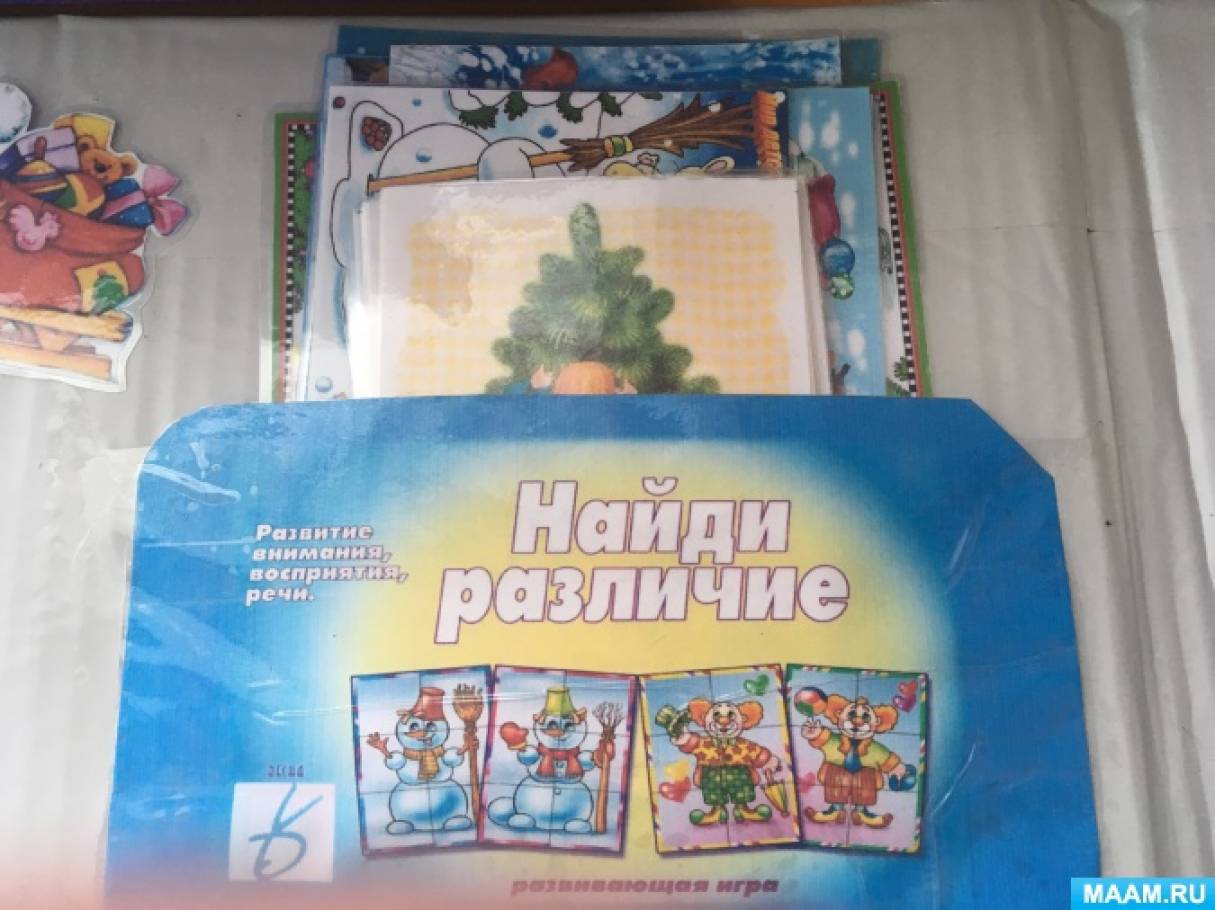 Найди
различие
Развитие
внимания,
восприятия,
речи.
развивающая игра
MAAM.RU